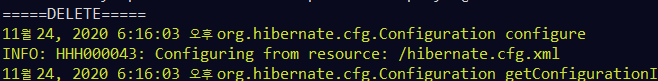 =====DELETE=====
11월 24, 2020 6:16:03 오후 org.hibernate.cfg.Configuration configure
INFO: HHH000043: Configuring from resource: /hibernate.cfg.xml
11월 24, 2020 6:16:03 오후 org.hibernate.cfg.Configuration getConfigurationI